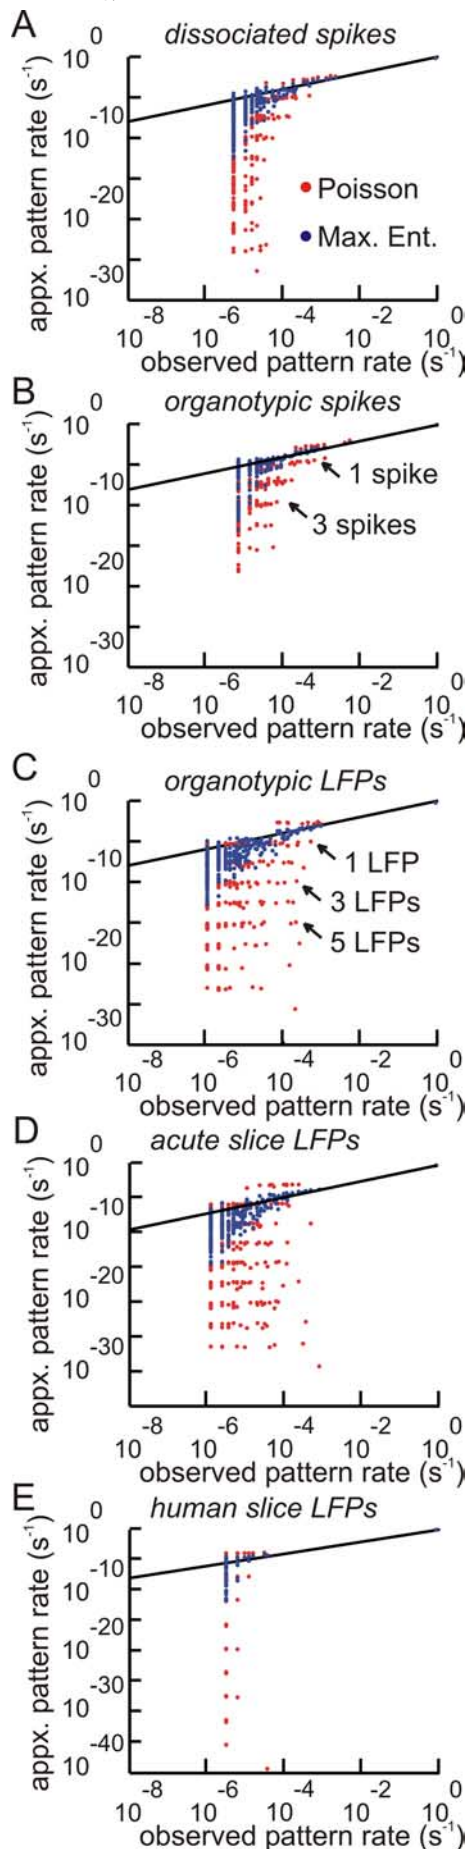 A
dissociated spikes
appx. pattern rate (s⁻¹)
10 0
-10
10
-20
10
-30
10
Poisson
Max. Ent.
10 -8 10 -6 10 -4 10 -2 10 0
observed pattern rate (s⁻¹)
B
organotypic spikes
appx. pattern rate (s⁻¹)
10 0
-10
10
-20
10
-30
10
1 spike
3 spikes
10 -8 10 -6 10 -4 10 -2 10 0
observed pattern rate (s⁻¹)
C
organotypic LFPs
appx. pattern rate (s⁻¹)
10 0
-10
10
-20
10
-30
10
1 LFP
3 LFPs
5 LFPs
10 -8 10 -6 10 -4 10 -2 10 0
observed pattern rate (s⁻¹)
D
acute slice LFPs
appx. pattern rate (s⁻¹)
10 0
-10
10
-20
10
-30
10
10 -8 10 -6 10 -4 10 -2 10 0
observed pattern rate (s⁻¹)
E
human slice LFPs
appx. pattern rate (s⁻¹)
10 0
-10
10
-20
10
-30
10
-40
10
10 -8 10 -6 10 -4 10 -2 10 0
observed pattern rate (s⁻¹)